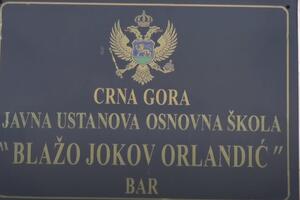 CRNA GORA
JAVNA USTANOVA OSNOVNA ŠKOLA
"BLAŽO JOKOV ORLANDIĆ"
BAR